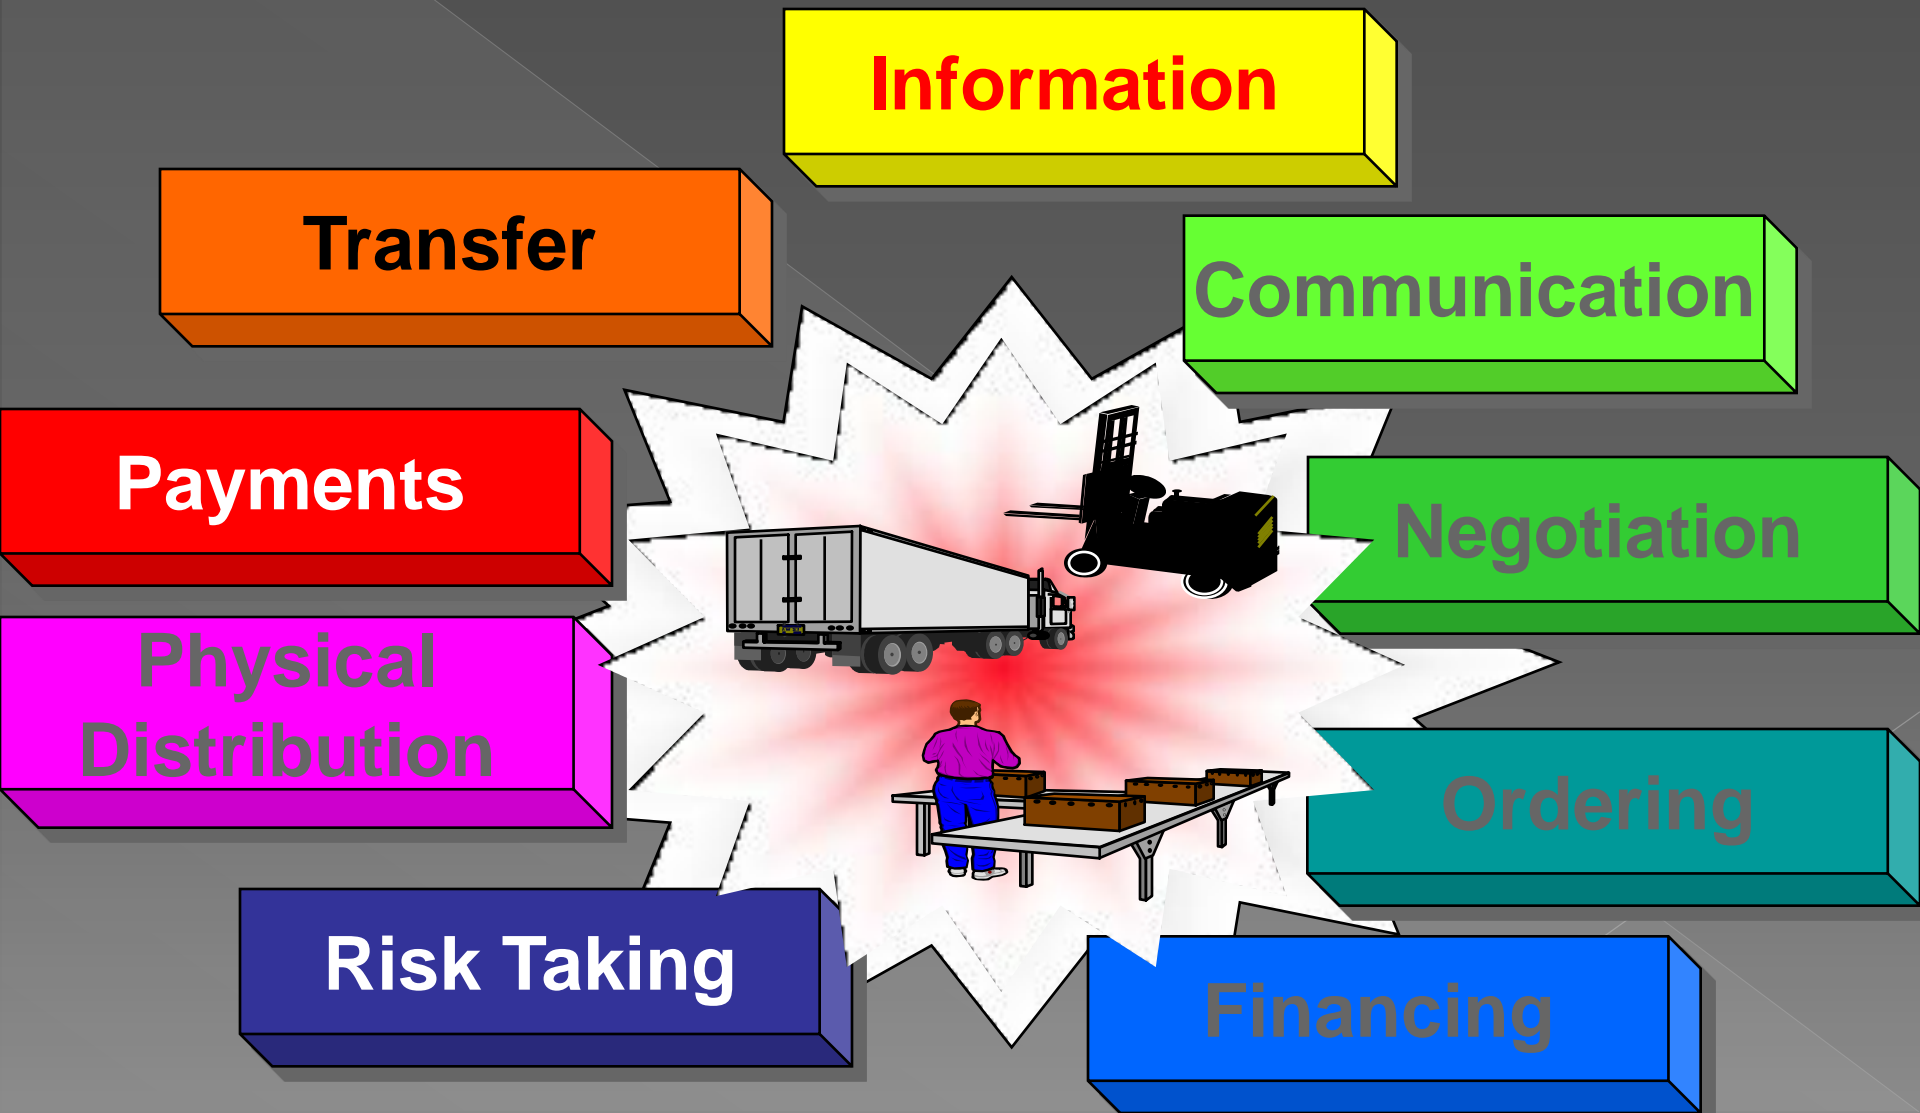 Information
Transfer
Communication
Payments
Negotiation
Physical
Distribution
Ordering
Risk Taking
Financing